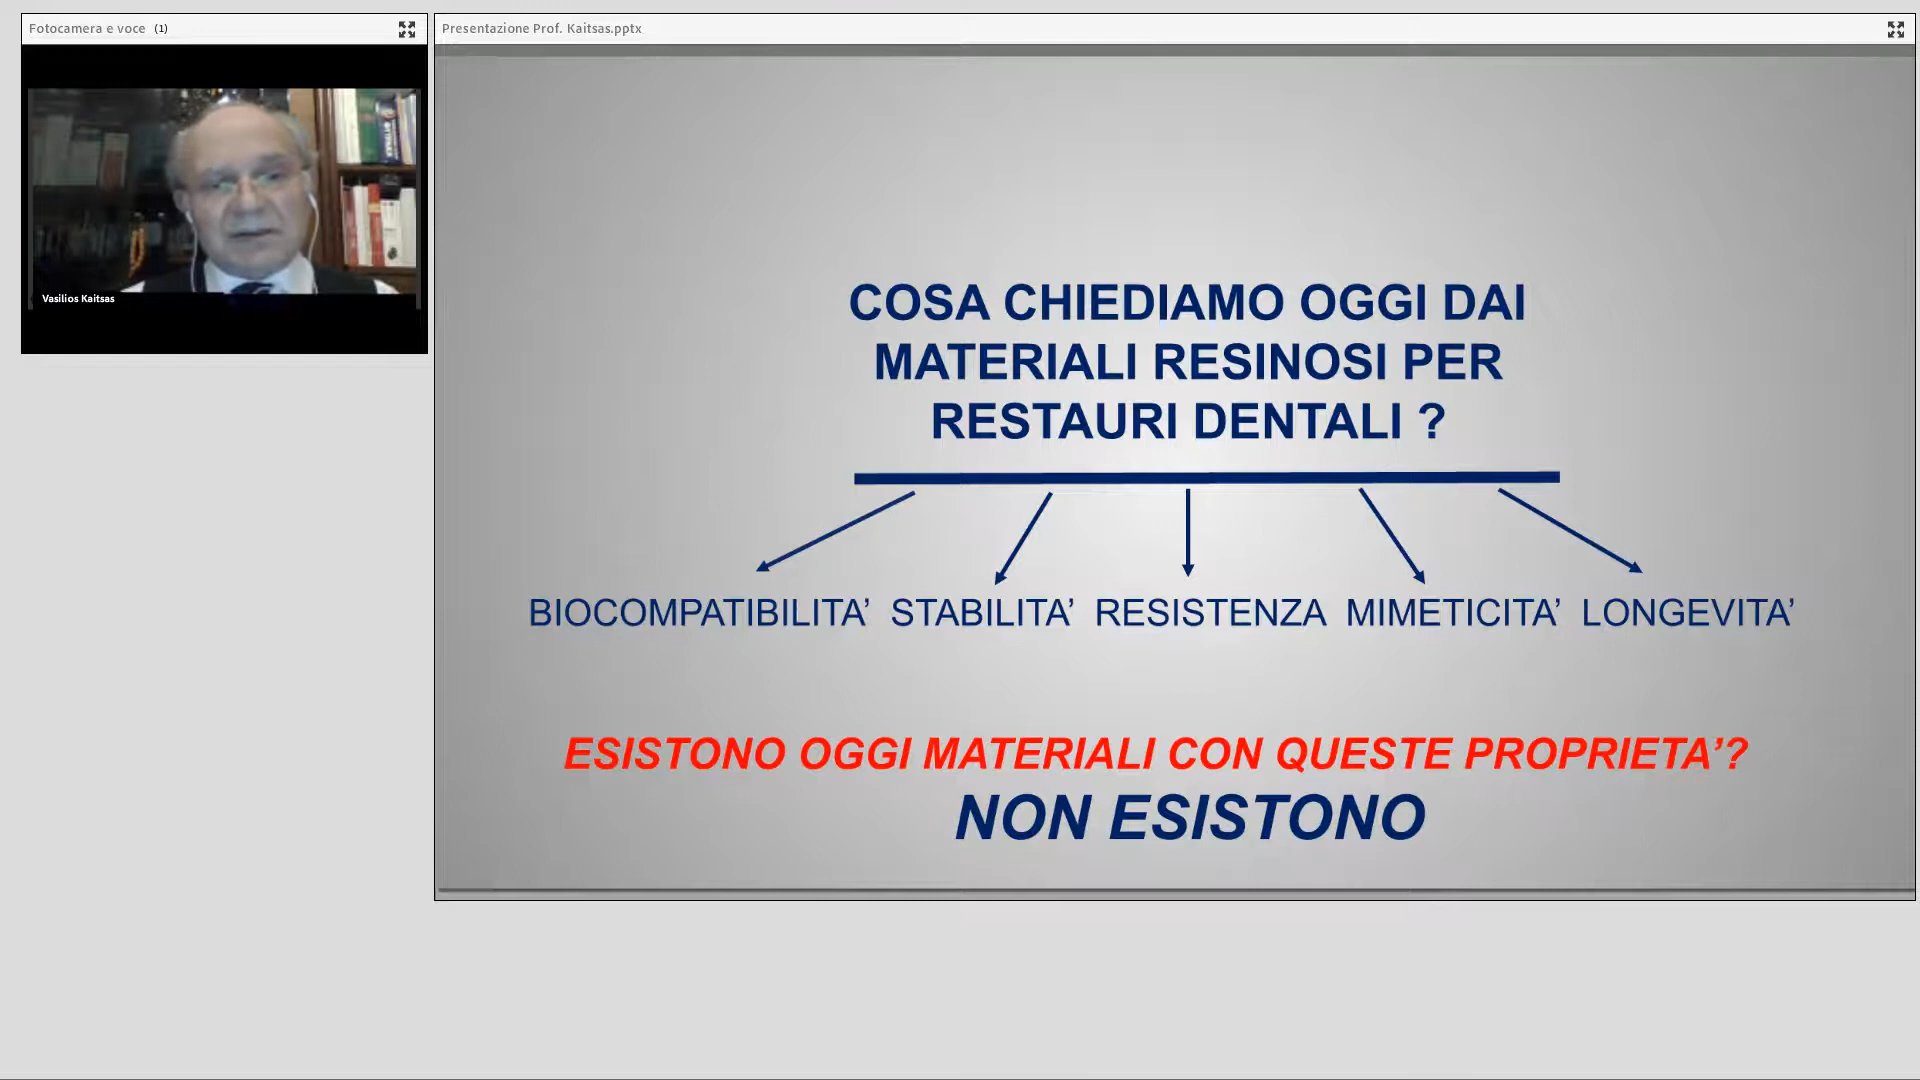 Fotocamera e voce (1)
Vasilios Kaitsas
Presentazione Prof. Kaitsas.pptx
COSA CHIEDIAMO OGGI DAI
MATERIALI RESINOSI PER
RESTAURI DENTALI ?
BIOCOMPATIBILITA’ STABILITA’ RESISTENZA MIMETICITA’ LONGEVITA’
ESISTONO OGGI MATERIALI CON QUESTE PROPRIETA’?
NON ESISTONO